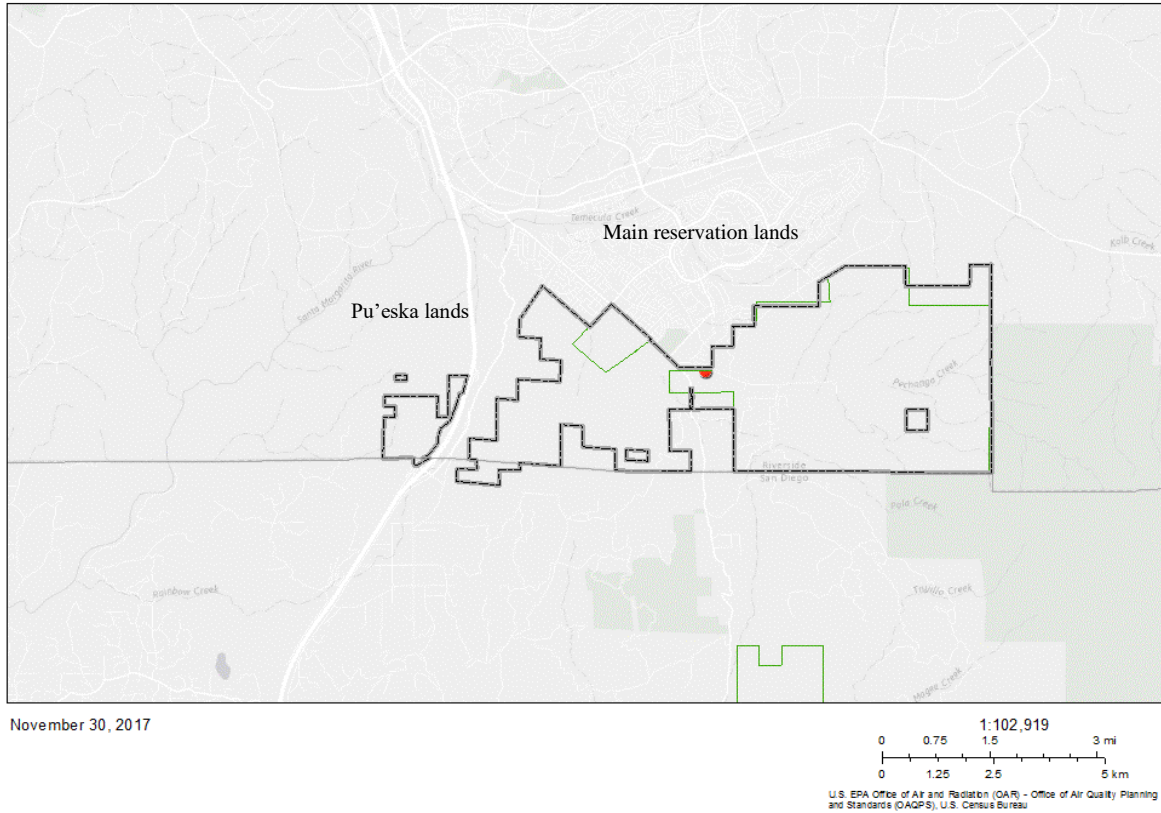 Temecula Creek
Main reservation lands
Kolb Creek
Santa Margarita River
Pu’eska lands
Pechanga Creek
Riverside
San Diego
Pala Creek
Rainbow Creek
Trujillo Creek
Magee Creek
November 30, 2017
1:102,919
0 0.75 1.5 3 mi
0 1.25 2.5 5 km
U.S. EPA Office of Air and Radiation (OAR) - Office of Air Quality Planning
and Standards (OAQPS), U.S. Census Bureau